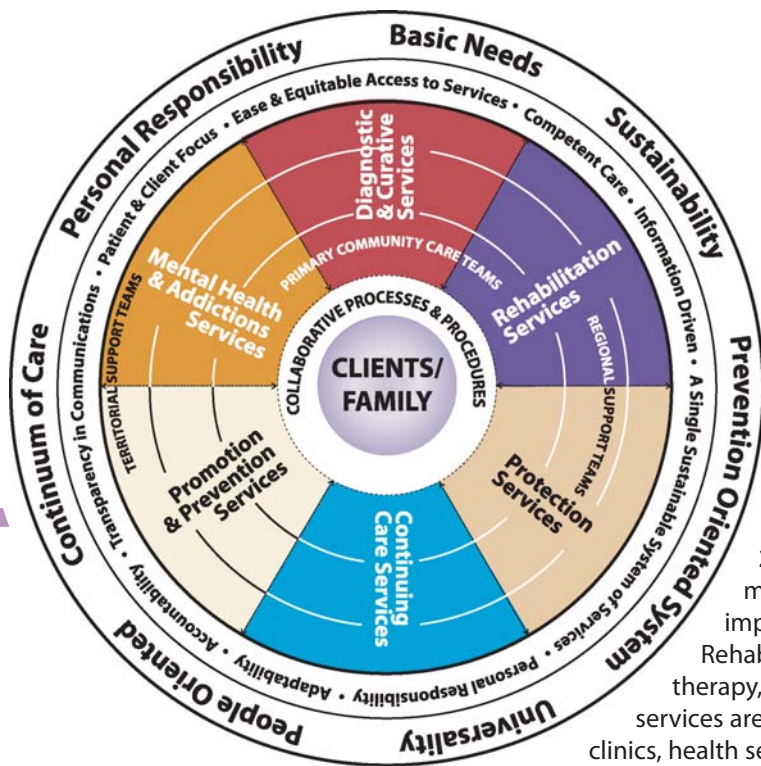 Basic Needs
Sustainability
Prevention Oriented System
Universality
People Oriented
Continuum of Care
Personal Responsibility
Ease & Equitable Access to Services • Competent Care • Information Driven • A Single Sustainable System of Services • Personal Responsibility • Adaptability • Accountability • Transparency in Communications • Patient & Client Focus •
Diagnostic
& Curative
Services
Rehabilitation
Services
Protection
Services
Continuing
Care Services
Promotion
& Prevention
Services
Mental Health
& Addictions
Services
PRIMARY COMMUNITY CARE TEAMS
REGIONAL SUPPORT TEAMS
TERRITORIAL SUPPORT TEAMS
COLLABORATIVE PROCESSES & PROCEDURES
CLIENTS/
FAMILY
m
imp
Rehab
therapy,
services are
clinics, health se